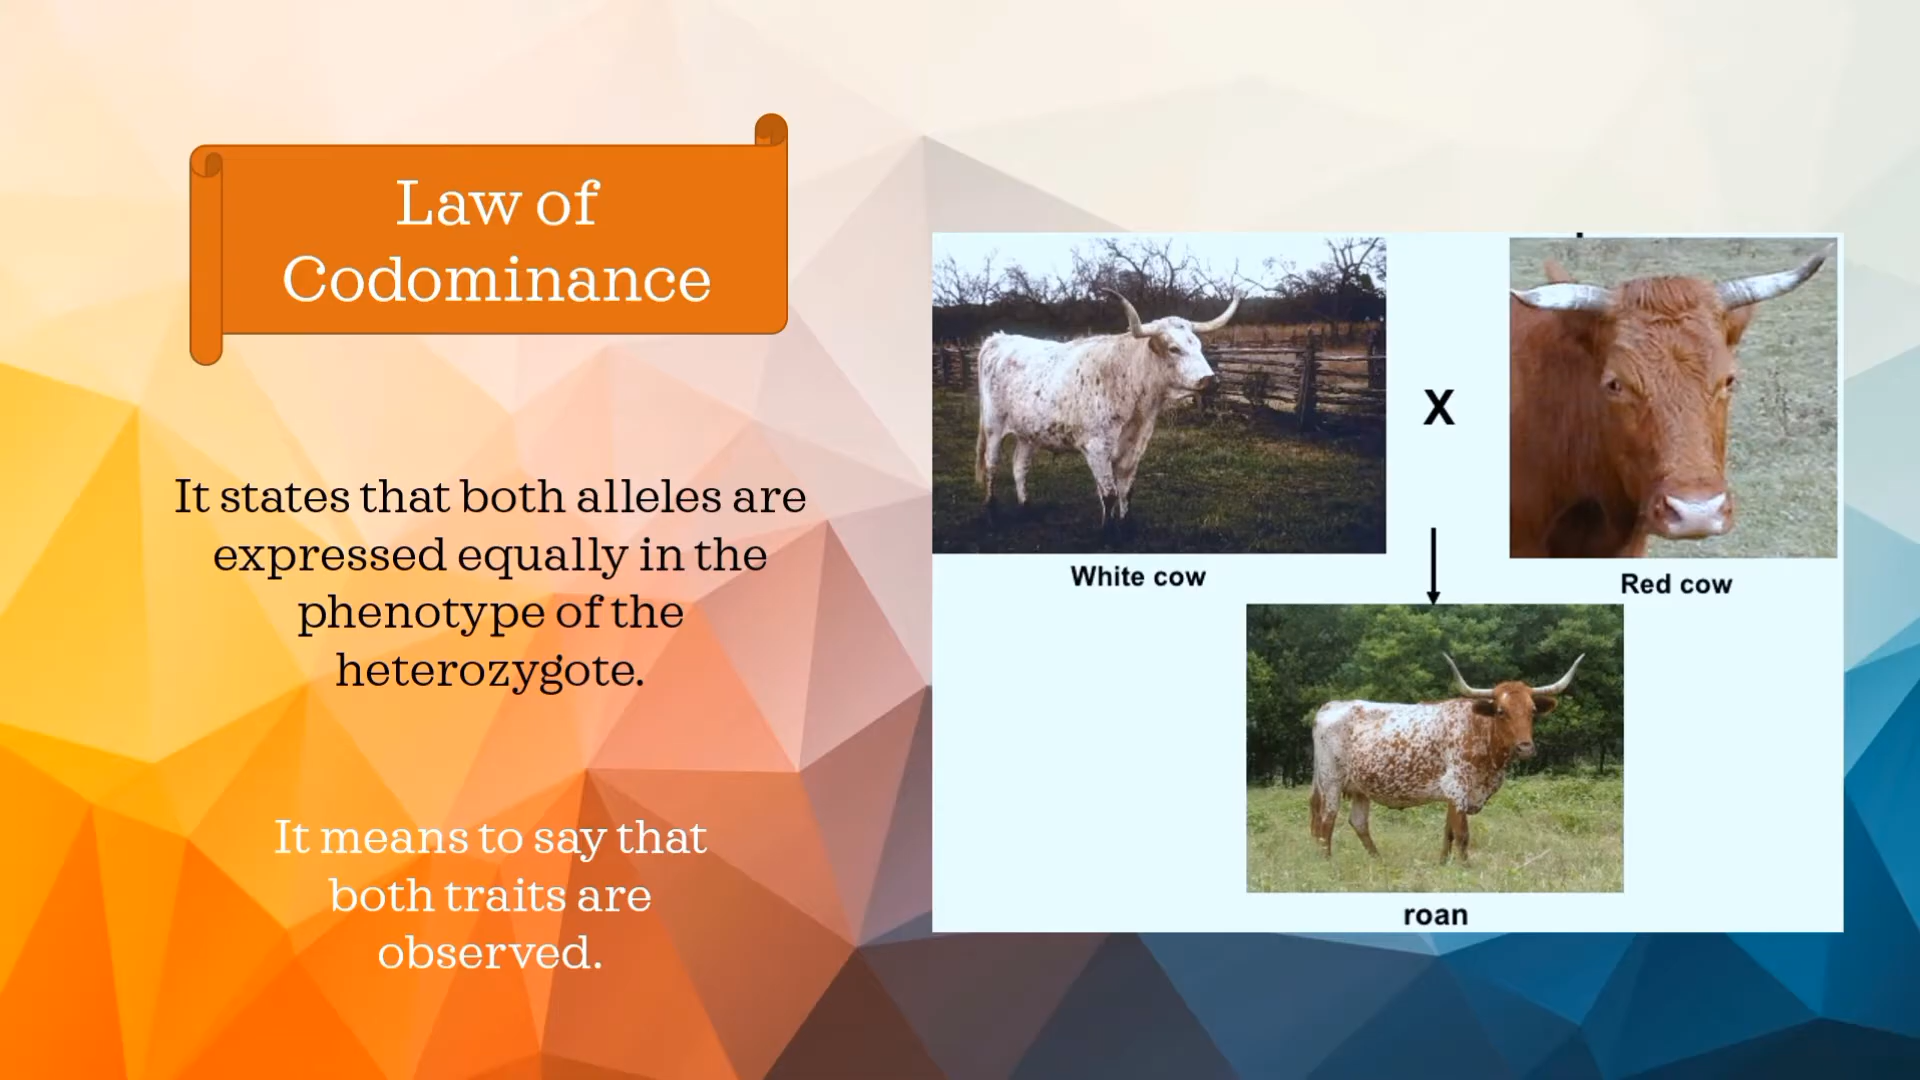 Law of
Codominance
It states that both alleles are
expressed equally in the
phenotype of the
heterozygote.
It means to say that
both traits are
observed.
X
White cow
Red cow
roan